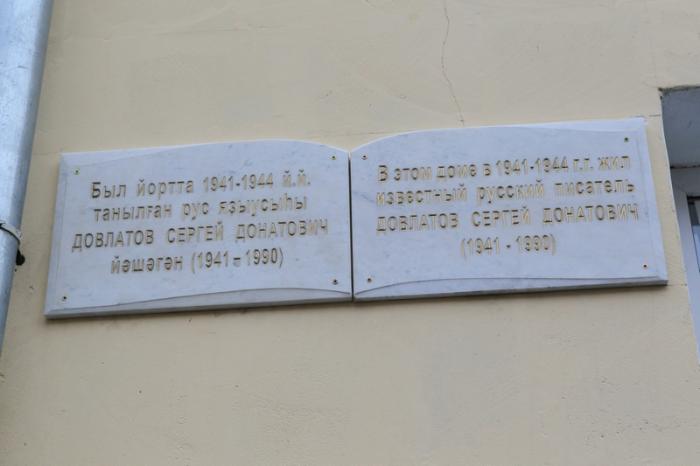 Был йортта 1941-1944 й.й.
танылған рус яҙыусыһы
ДОВЛАТОВ СЕРГЕЙ ДОНАТОВИЧ
йәшәгән (1941 – 1990)
В этом доме в 1941-1944 г.г. жил
известный русский писатель
ДОВЛАТОВ СЕРГЕЙ ДОНАТОВИЧ
(1941 - 1990)